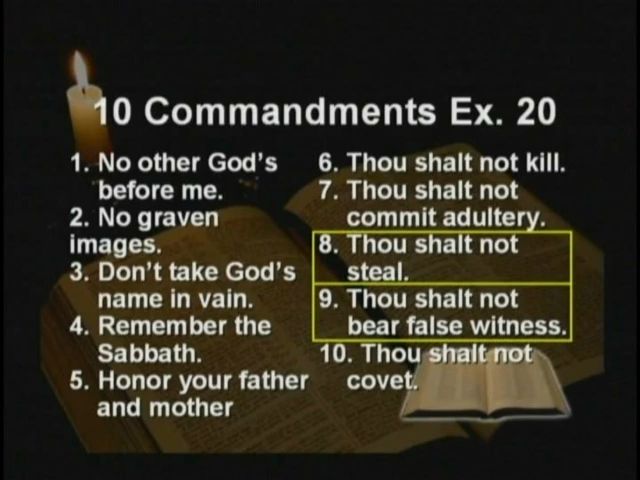 10 Commandments Ex. 20
1. No other God's
before me.
2. No graven
images.
3. Don't take God's
name in vain.
4. Remember the
Sabbath.
5. Honor your father
and mother
6. Thou shalt not kill.
7. Thou shalt not
commit adultery.
8. Thou shalt not
steal.
9. Thou shalt not
bear false witness.
10. Thou shalt not
covet.